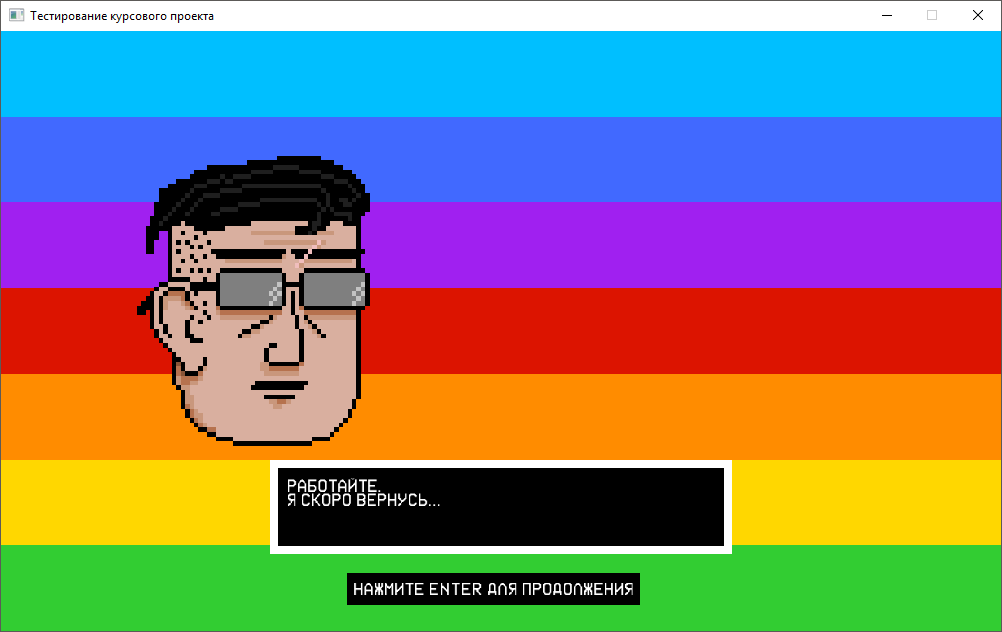 Тестирование курсового проекта
РАБОТАЙТЕ.
Я СКОРО ВЕРНУСЬ...
НАЖМИТЕ ENTER ДЛЯ ПРОДОЛЖЕНИЯ